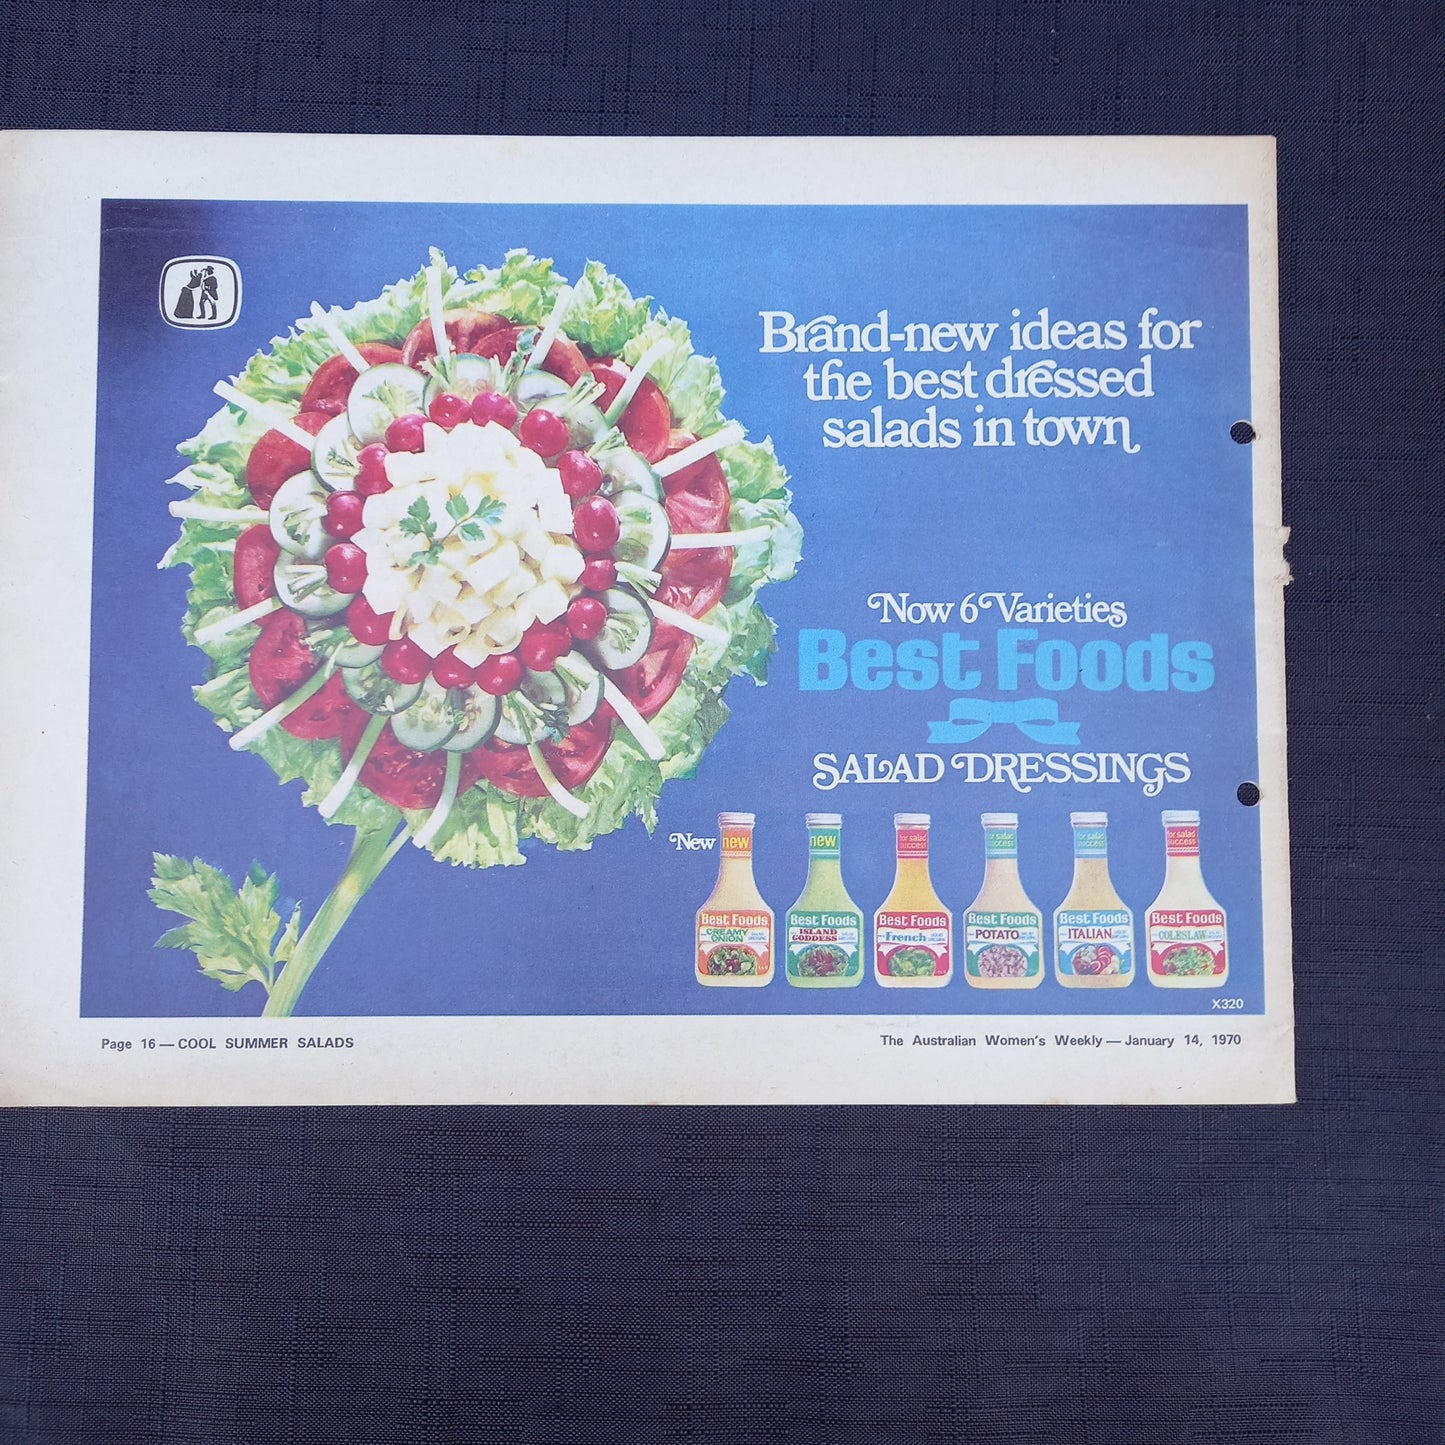 Brand-new ideas for
the best dressed
salads in town
Now 6 Varieties
Best Foods
SALAD DRESSINGS
New
new
new
for salad
success
for salad
success
for salad
success
for salad
success
Best Foods
CREAMY
ONION
Best Foods
ISLAND
GODDESS
Best Foods
French
Best Foods
POTATO
Best Foods
ITALIAN
Best Foods
COLESLAW
X320
Page 16 — COOL SUMMER SALADS
The Australian Women's Weekly — January 14, 1970